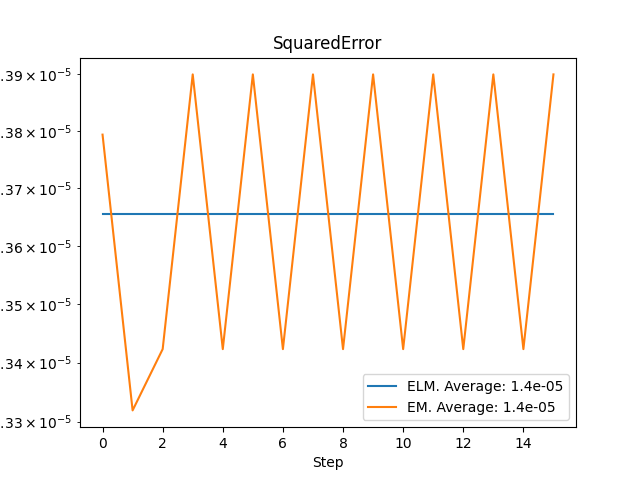 SquaredError
.39 × 10⁻⁵
.38 × 10⁻⁵
.37 × 10⁻⁵
.36 × 10⁻⁵
.35 × 10⁻⁵
.34 × 10⁻⁵
.33 × 10⁻⁵
ELM. Average: 1.4e-05
EM. Average: 1.4e-05
0 2 4 6 8 10 12 14
Step